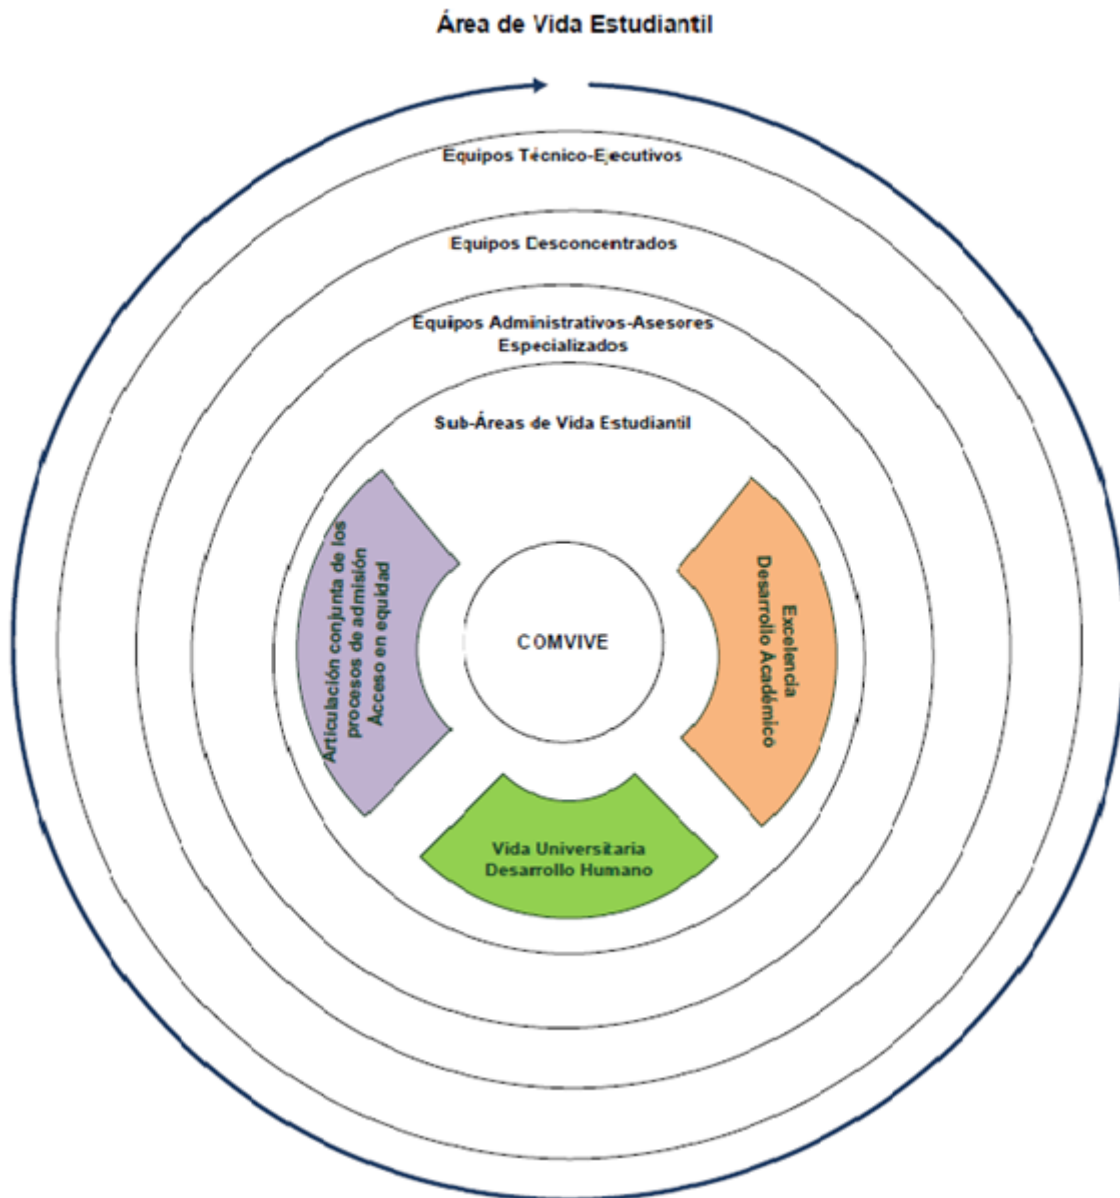 Área de Vida Estudiantil
Equipos Técnico-Ejecutivos
Equipos Desconcentrados
Equipos Administrativos-Asesores
Especializados
Sub-Áreas de Vida Estudiantil
Articulación conjunta de los
procesos de admisión
Acceso en equidad
COMVIVE
Excelencia
Desarrollo Académico
Vida Universitaria
Desarrollo Humano